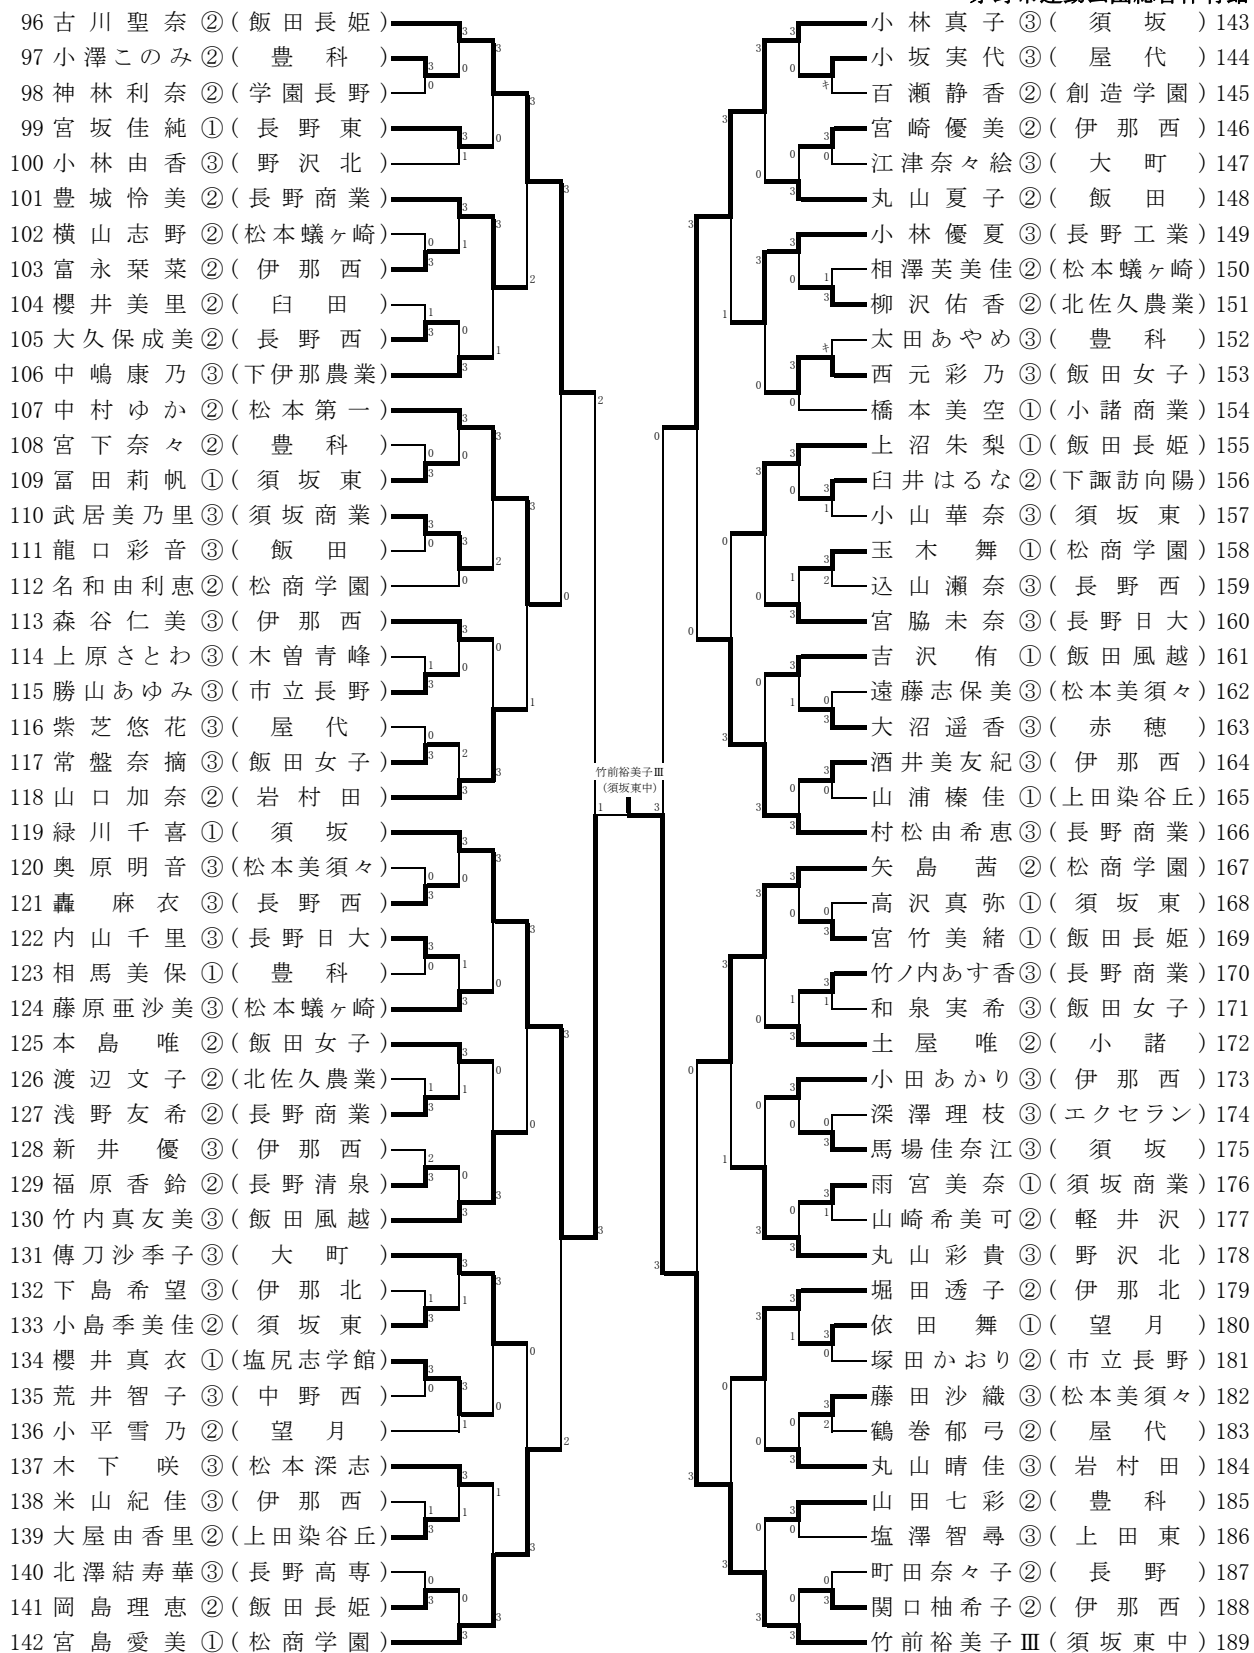 96 古川聖奈 ② (飯田長姫)
97 小澤このみ ② (豊科)
98 神林利奈 ② (学園長野)
99 宮坂佳純 ① (長野東)
100 小林由香 ③ (野沢北)
101 豊城怜美 ② (長野商業)
102 横山志野 ② (松本蟻ヶ崎)
103 富永栞菜 ② (伊那西)
104 櫻井美里 ② (臼田)
105 大久保成美 ② (長野西)
106 中嶋康乃 ③ (下伊那農業)
107 中村ゆか ② (松本第一)
108 宮下奈々 ② (豊科)
109 冨田莉帆 ① (須坂東)
110 武居美乃里 ③ (須坂商業)
111 龍口彩音 ③ (飯田)
112 名和由利恵 ② (松商学園)
113 森谷仁美 ③ (伊那西)
114 上原さとわ ③ (木曽青峰)
115 勝山あゆみ ③ (市立長野)
116 紫芝悠花 ③ (屋代)
117 常盤奈摘 ③ (飯田女子)
118 山口加奈 ② (岩村田)
119 緑川千喜 ① (須坂)
120 奥原明音 ③ (松本美須々)
121 轟麻衣 ③ (長野西)
122 内山千里 ③ (長野日大)
123 相馬美保 ① (豊科)
124 藤原亜沙美 ③ (松本蟻ヶ崎)
125 本島唯 ② (飯田女子)
126 渡辺文子 ② (北佐久農業)
127 浅野友希 ② (長野商業)
128 新井優 ③ (伊那西)
129 福原香鈴 ② (長野清泉)
130 竹内真友美 ③ (飯田風越)
131 傳刀沙季子 ③ (大町)
132 下島希望 ③ (伊那北)
133 小島季美佳 ② (須坂東)
134 櫻井真衣 ① (塩尻志学館)
135 荒井智子 ③ (中野西)
136 小平雪乃 ② (望月)
137 木下咲 ③ (松本深志)
138 米山紀佳 ③ (伊那西)
139 大屋由香里 ② (上田染谷丘)
140 北澤結寿華 ③ (長野高専)
141 岡島理恵 ② (飯田長姫)
142 宮島愛美 ① (松商学園)
竹前裕美子Ⅲ
(須坂東中)
1 3
小林真子 ③ (須坂) 143
小坂実代 ③ (屋代) 144
百瀬静香 ② (創造学園) 145
宮崎優美 ② (伊那西) 146
江津奈々絵 ③ (大町) 147
丸山夏子 ② (飯田) 148
小林優夏 ③ (長野工業) 149
相澤芙美佳 ② (松本蟻ヶ崎) 150
柳沢佑香 ② (北佐久農業) 151
太田あやめ ③ (豊科) 152
西元彩乃 ③ (飯田女子) 153
橋本美空 ① (小諸商業) 154
上沼朱梨 ① (飯田長姫) 155
臼井はるな ② (下諏訪向陽) 156
小山華奈 ③ (須坂東) 157
玉木舞 ① (松商学園) 158
込山瀬奈 ③ (長野西) 159
宮脇未奈 ③ (長野日大) 160
吉沢侑 ① (飯田風越) 161
遠藤志保美 ③ (松本美須々) 162
大沼遥香 ③ (赤穂) 163
酒井美友紀 ③ (伊那西) 164
山浦榛佳 ① (上田染谷丘) 165
村松由希恵 ③ (長野商業) 166
矢島茜 ② (松商学園) 167
高沢真弥 ① (須坂東) 168
宮竹美緒 ① (飯田長姫) 169
竹ノ内あす香 ③ (長野商業) 170
和泉実希 ③ (飯田女子) 171
土屋唯 ② (小諸) 172
小田あかり ③ (伊那西) 173
深澤理枝 ③ (エクセラン) 174
馬場佳奈江 ③ (須坂) 175
雨宮美奈 ① (須坂商業) 176
山崎希美可 ② (軽井沢) 177
丸山彩貴 ③ (野沢北) 178
堀田透子 ② (伊那北) 179
依田舞 ① (望月) 180
塚田かおり ② (市立長野) 181
藤田沙織 ③ (松本美須々) 182
鶴巻郁弓 ② (屋代) 183
丸山晴佳 ③ (岩村田) 184
山田七彩 ② (豊科) 185
塩澤智尋 ③ (上田東) 186
町田奈々子 ② (長野) 187
関口柚希子 ② (伊那西) 188
竹前裕美子 Ⅲ (須坂東中) 189